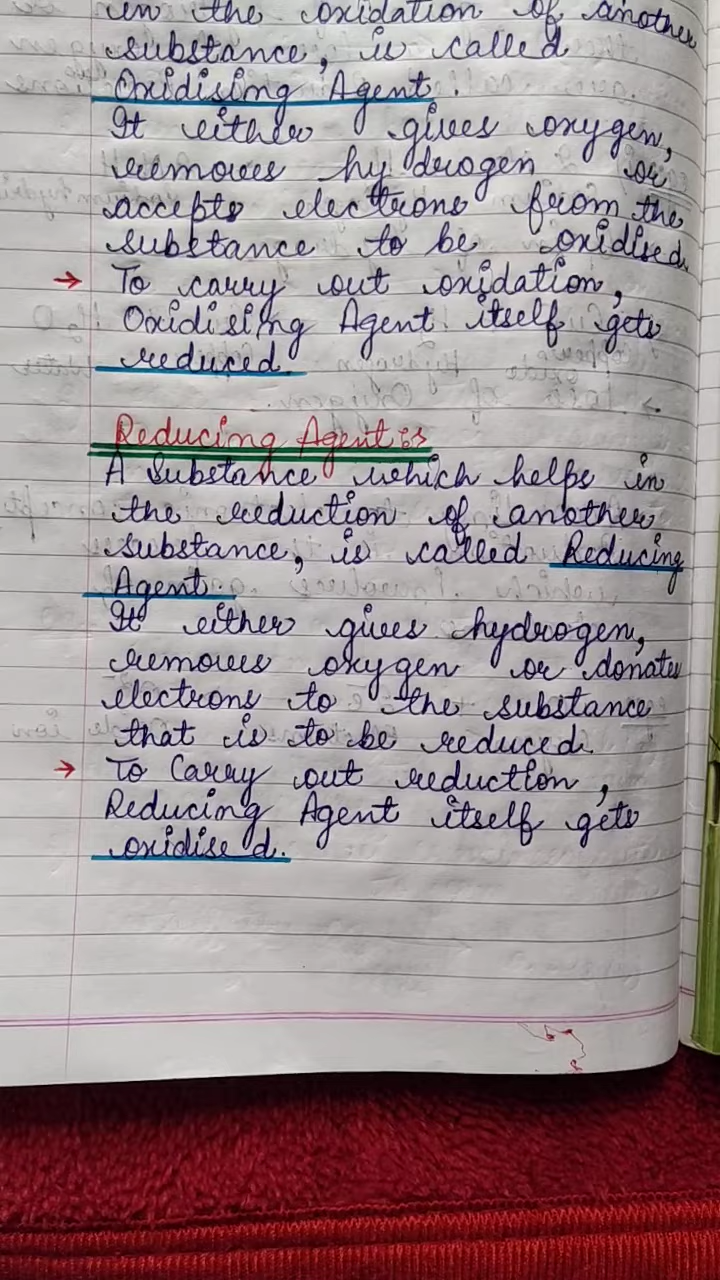 in the oxidation of another
substance, is called
Oxidising Agent.
It either gives oxygen,
removes hydrogen or
accepts electrons from the
substance to be oxidised.
→ To carry out oxidation,
Oxidising Agent itself gets
reduced.
Reducing Agent :-
A Substance which helps in
the reduction of another
substance, is called Reducing
Agent.
It either gives hydrogen,
removes oxygen or donates
electrons to the substance
that is to be reduced.
→ To Carry out reduction,
Reducing Agent itself gets
oxidised.